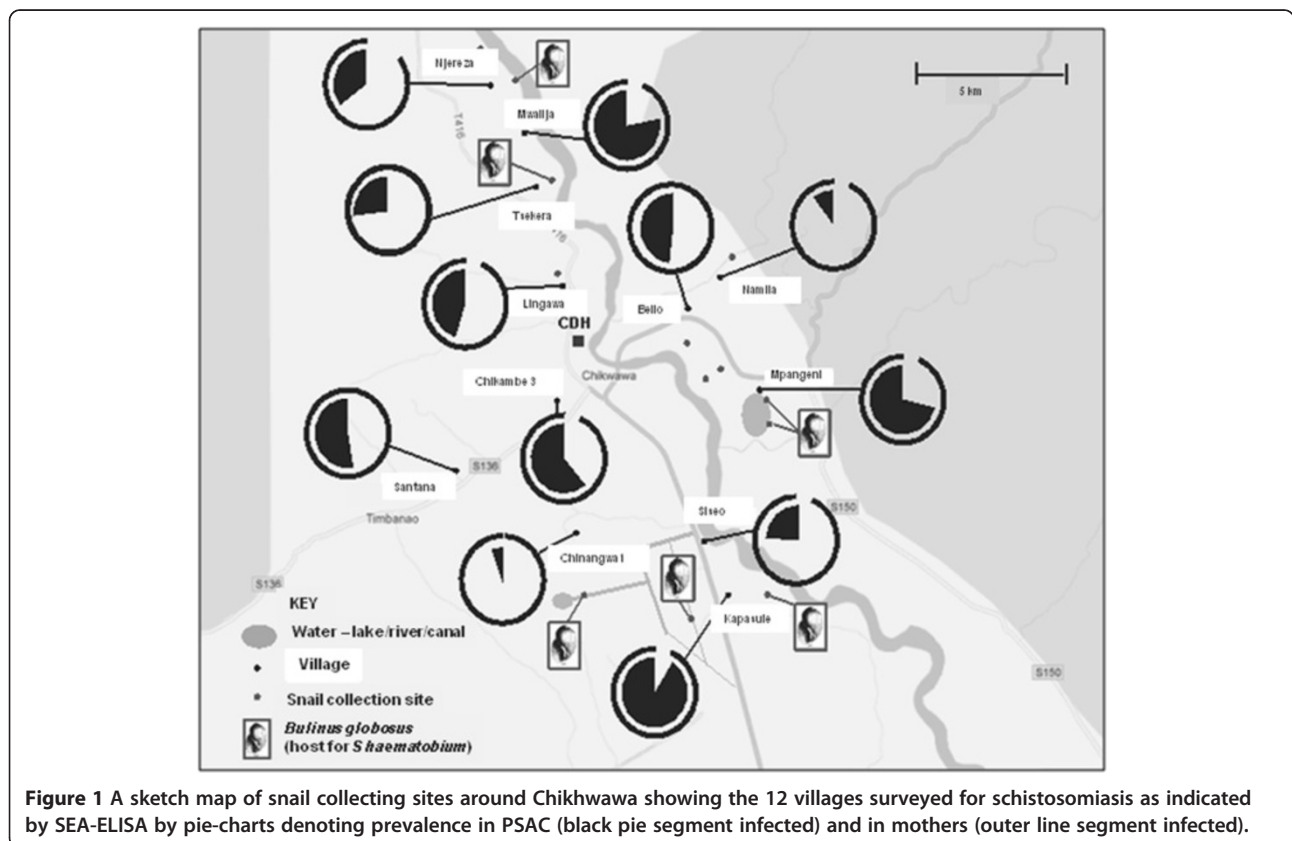 Njereza
5 km
Mwalija
T416
Tsekera
Namila
Lingawa
Bello
CDH
Mpangeni
Chikambe 3
Chikwawa
S136
Santana
Timbanao
Siseo
S150
Chinangwa I
S136
KEY
Kapasule
Water – lake/river/canal
Village
S150
Snail collection site
Bulinus globosus
(host for S haematobium)
Figure 1 A sketch map of snail collecting sites around Chikhwawa showing the 12 villages surveyed for schistosomiasis as indicated
by SEA-ELISA by pie-charts denoting prevalence in PSAC (black pie segment infected) and in mothers (outer line segment infected).